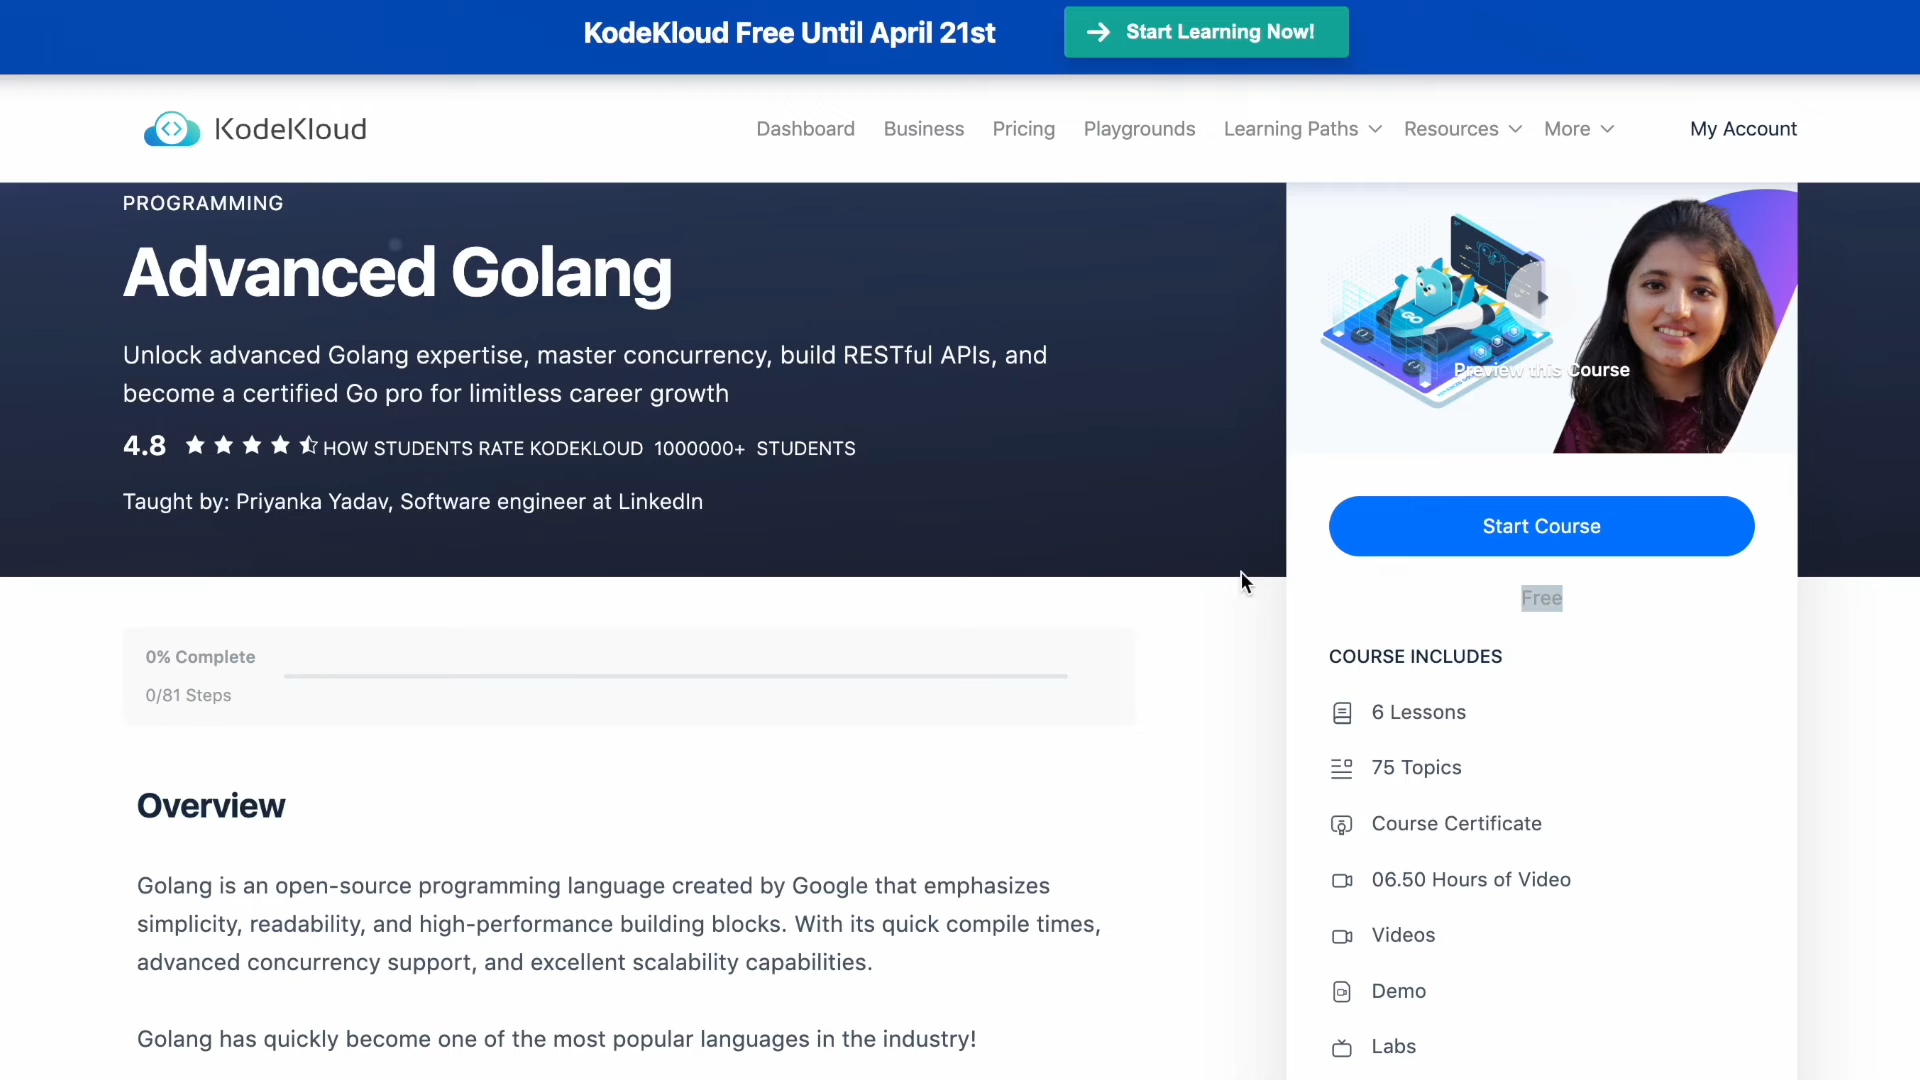 KodeKloud Free Until April 21st
Start Learning Now!
KodeKloud
Dashboard
Business
Pricing
Playgrounds
Learning Paths
Resources
More
My Account
PROGRAMMING
Advanced Golang
Unlock advanced Golang expertise, master concurrency, build RESTful APIs, and
become a certified Go pro for limitless career growth
4.8 HOW STUDENTS RATE KODEKLOUD 1000000+ STUDENTS
Taught by: Priyanka Yadav, Software engineer at LinkedIn
GO
Preview this Course
Start Course
Free
COURSE INCLUDES
6 Lessons
75 Topics
Course Certificate
06.50 Hours of Video
Videos
Demo
Labs
0% Complete
0/81 Steps
Overview
Golang is an open-source programming language created by Google that emphasizes
simplicity, readability, and high-performance building blocks. With its quick compile times,
advanced concurrency support, and excellent scalability capabilities.
Golang has quickly become one of the most popular languages in the industry!